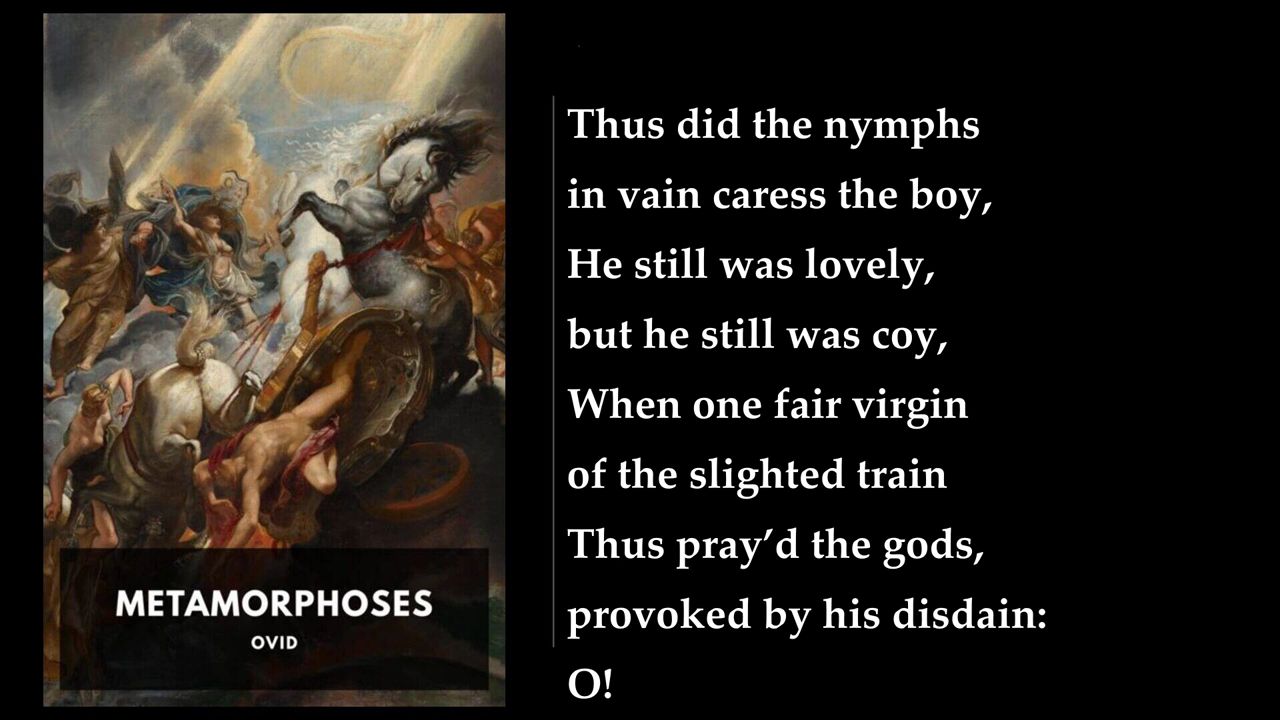 METAMORPHOSES
OVID
Thus did the nymphs
in vain caress the boy,
He still was lovely,
but he still was coy,
When one fair virgin
of the slighted train
Thus pray’d the gods,
provoked by his disdain:
O!